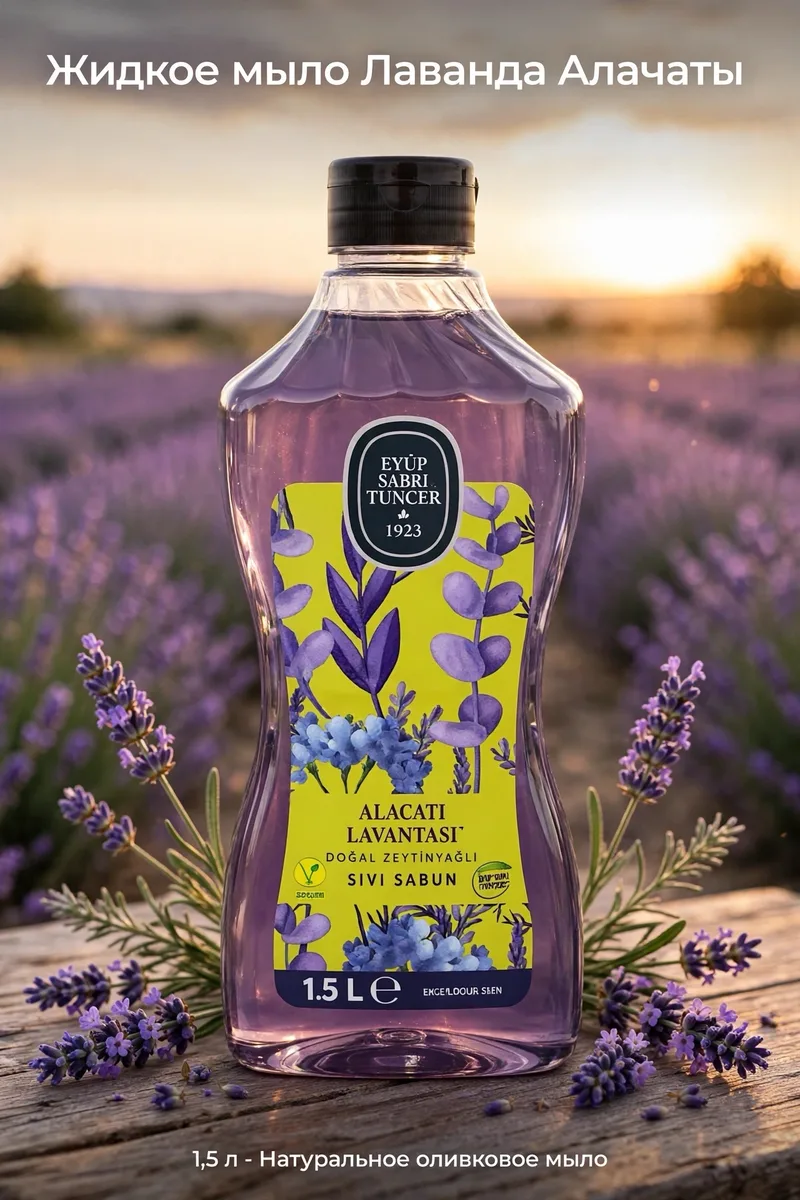 Жидкое мыло Лаванда Алачаты
EYÜP
SABRİ
TUNCER
1923
ALACATI
LAVANTASI
DOĞAL ZEYTİNYAĞLI
SIVI SABUN
1.5 L e
1,5 л - Натуральное оливковое мыло